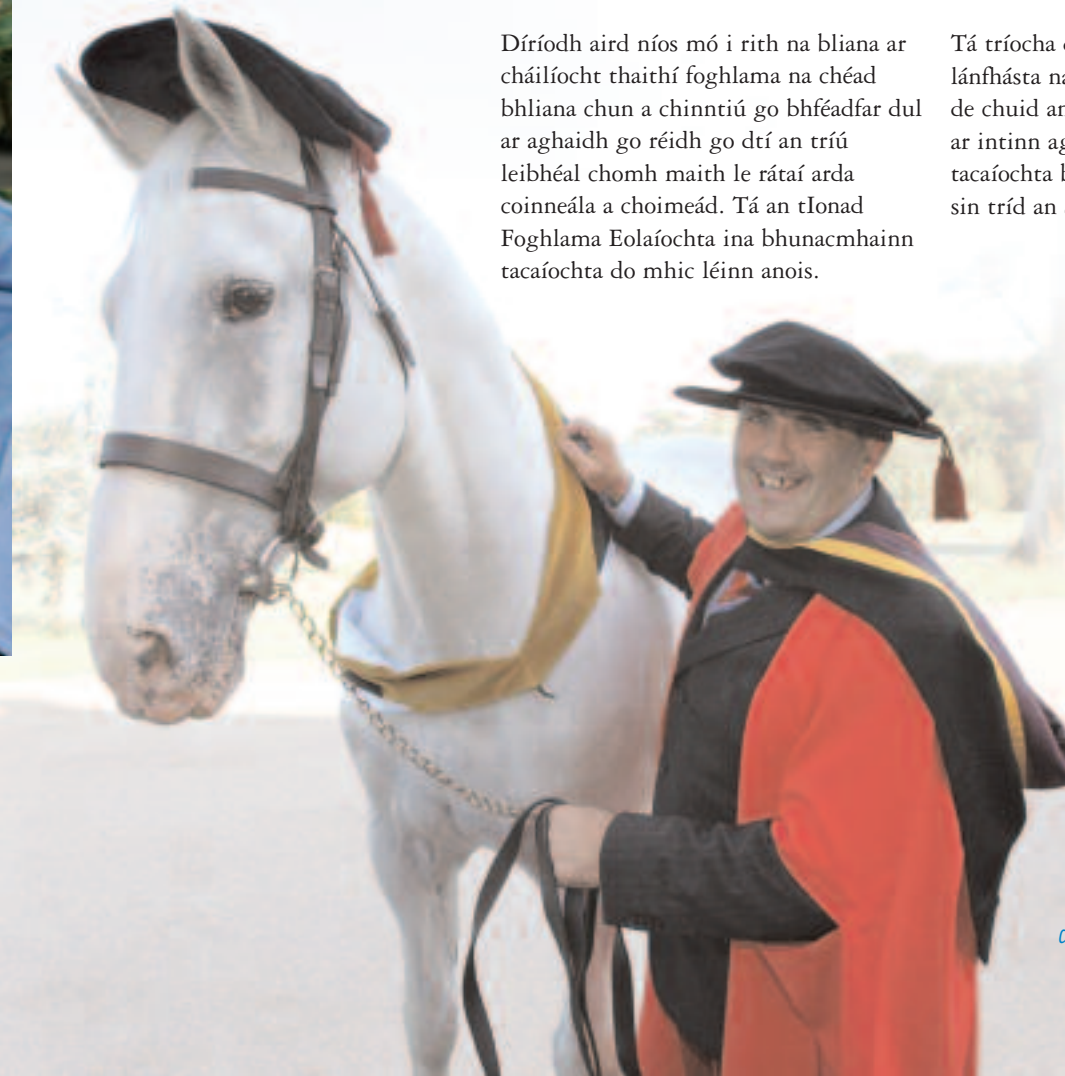 Díríodh aird níos mó i rith na bliana ar
cháilíocht thaithí foghlama na chéad
bhliana chun a chinntiú go bhféadfar dul
ar aghaidh go réidh go dtí an tríú
leibhéal chomh maith le rátaí arda
coinneála a choimeád. Tá an tIonad
Foghlama Eolaíochta ina bhunacmhainn
tacaíochta do mhic léinn anois.
Tá tríocha
lánfhásta
de chuid
ar intinn
tacaíochta
sin tríd an